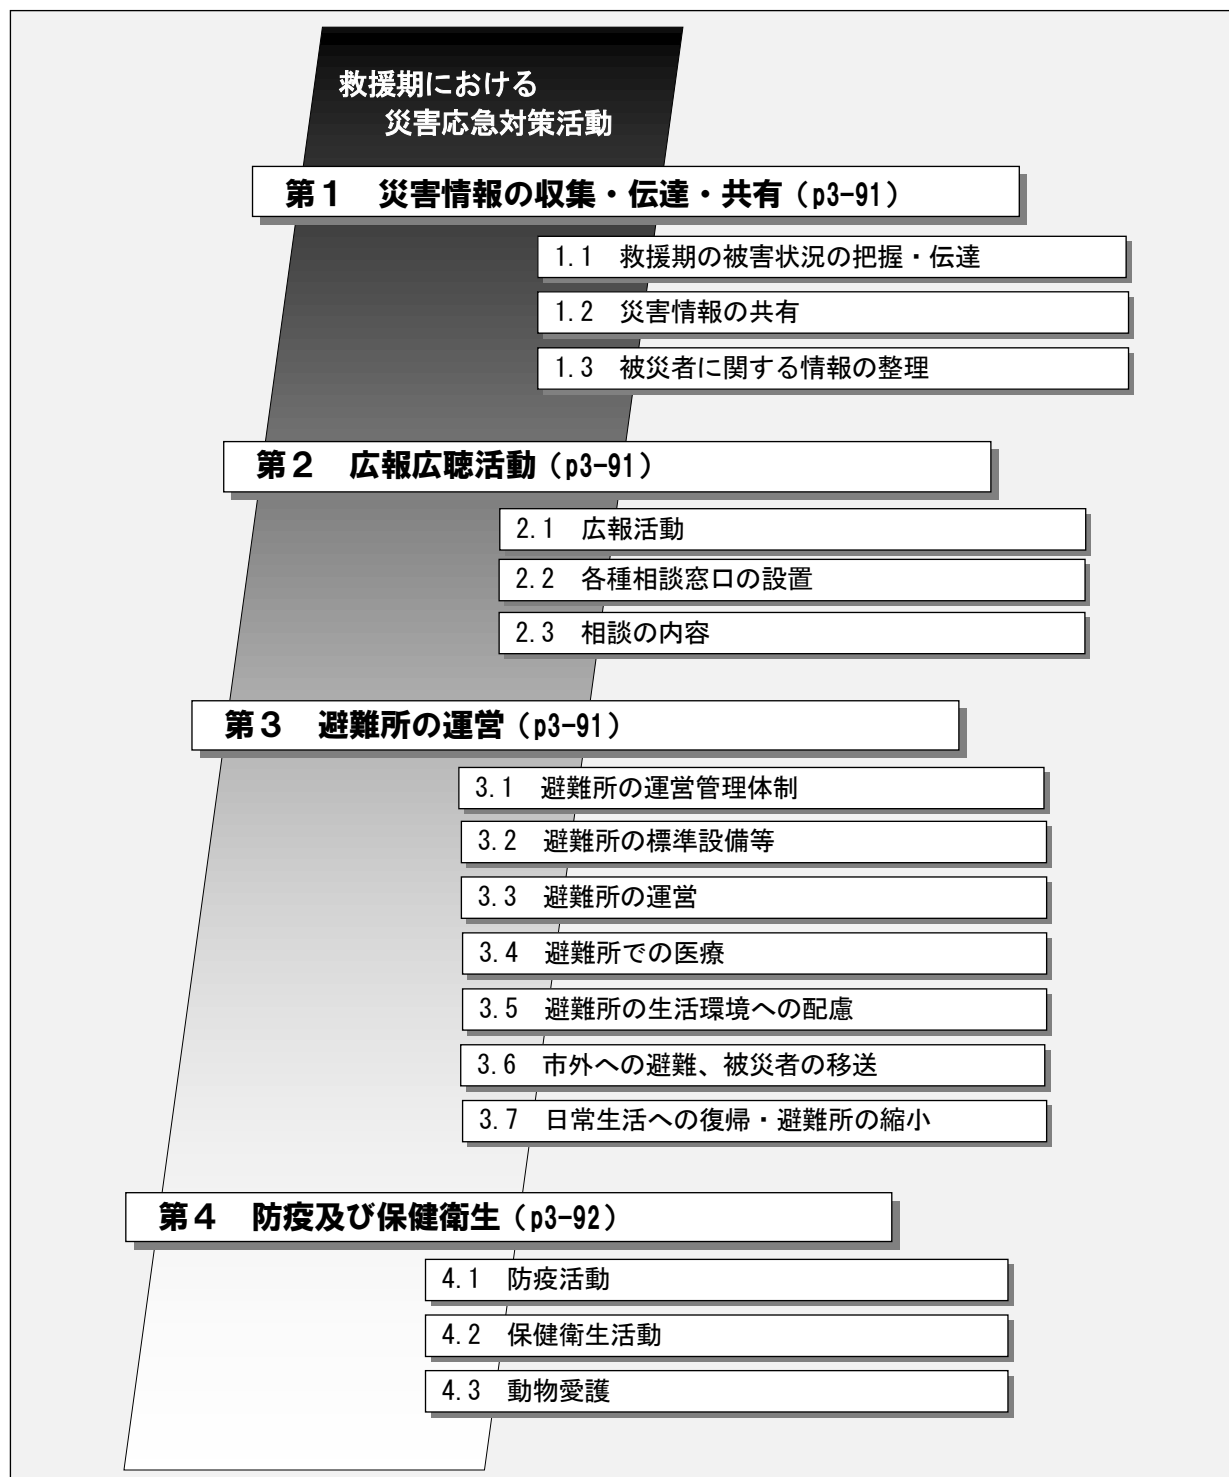 救援期における
災害応急対策活動
第1 災害情報の収集・伝達・共有(p3-91)
1.1 救援期の被害状況の把握・伝達
1.2 災害情報の共有
1.3 被災者に関する情報の整理
第2 広報広聴活動(p3-91)
2.1 広報活動
2.2 各種相談窓口の設置
2.3 相談の内容
第3 避難所の運営(p3-91)
3.1 避難所の運営管理体制
3.2 避難所の標準設備等
3.3 避難所の運営
3.4 避難所での医療
3.5 避難所の生活環境への配慮
3.6 市外への避難、被災者の移送
3.7 日常生活への復帰・避難所の縮小
第4 防疫及び保健衛生(p3-92)
4.1 防疫活動
4.2 保健衛生活動
4.3 動物愛護